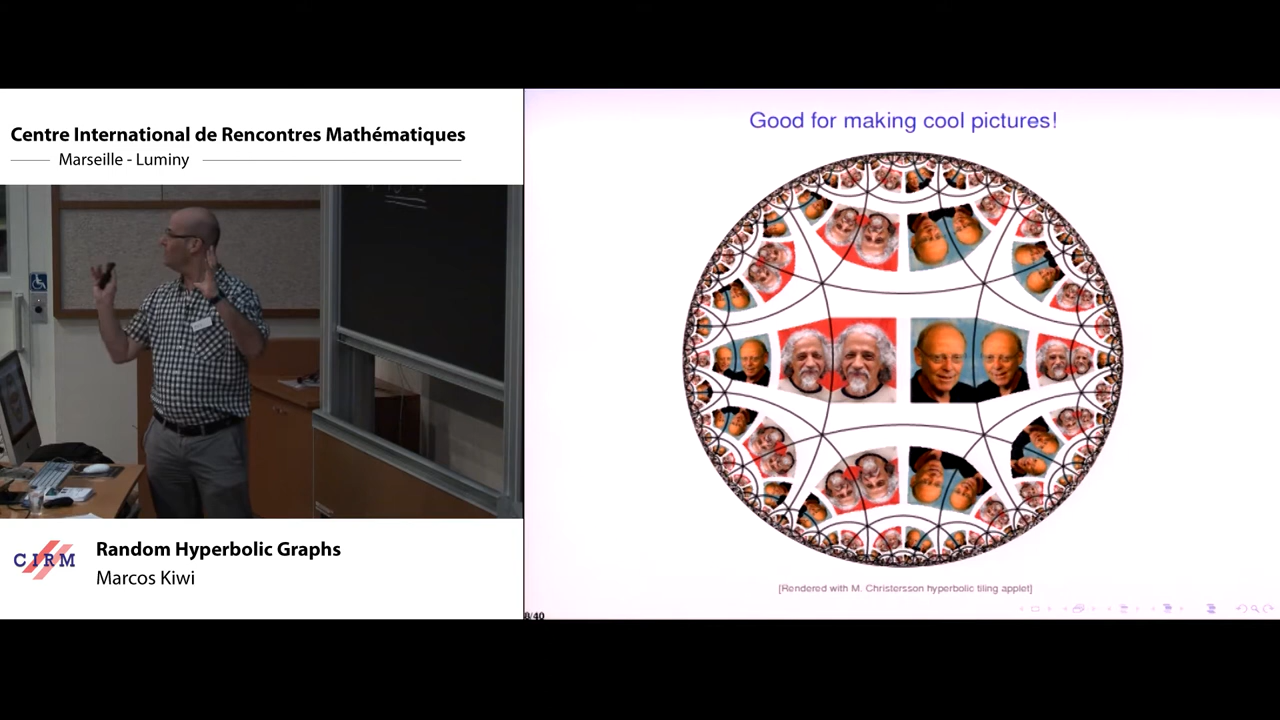 Centre International de Rencontres Mathématiques
Marseille - Luminy
CIRM
Random Hyperbolic Graphs
Marcos Kiwi
Good for making cool pictures!
[Rendered with M. Christersson hyperbolic tiling applet]
8/40